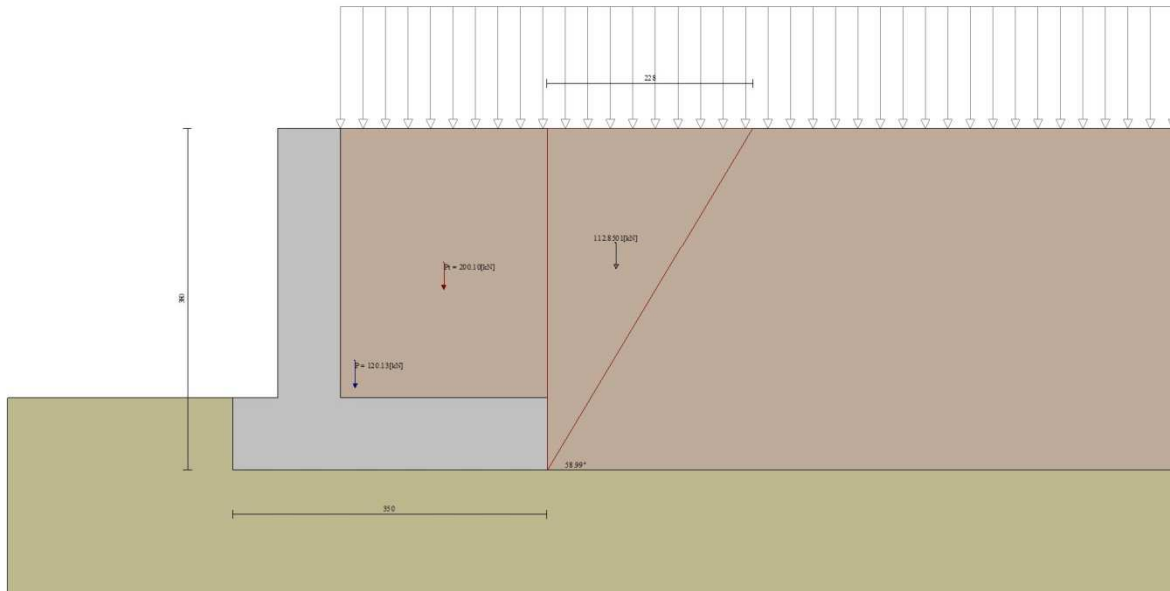 228
112.8501[kN]
Pt = 200.10[kN]
380
P = 120.13[kN]
58.99°
350